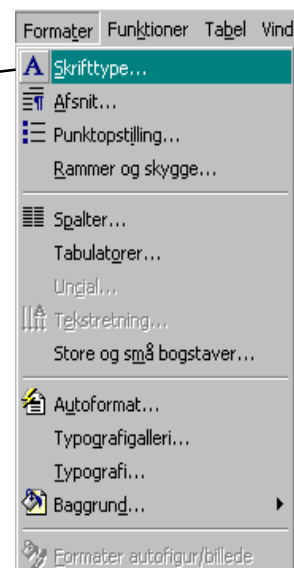 Formater Funktioner Tabel Vind
Skrifttype...
Afsnit...
Punktopstilling...
Rammer og skygge...
Spalter...
Tabulatorer...
Uncial...
Tekstretning...
Store og små bogstaver...
Autoformat...
Typografigalleri...
Typografi...
Baggrund...
Formater autofigur/billede